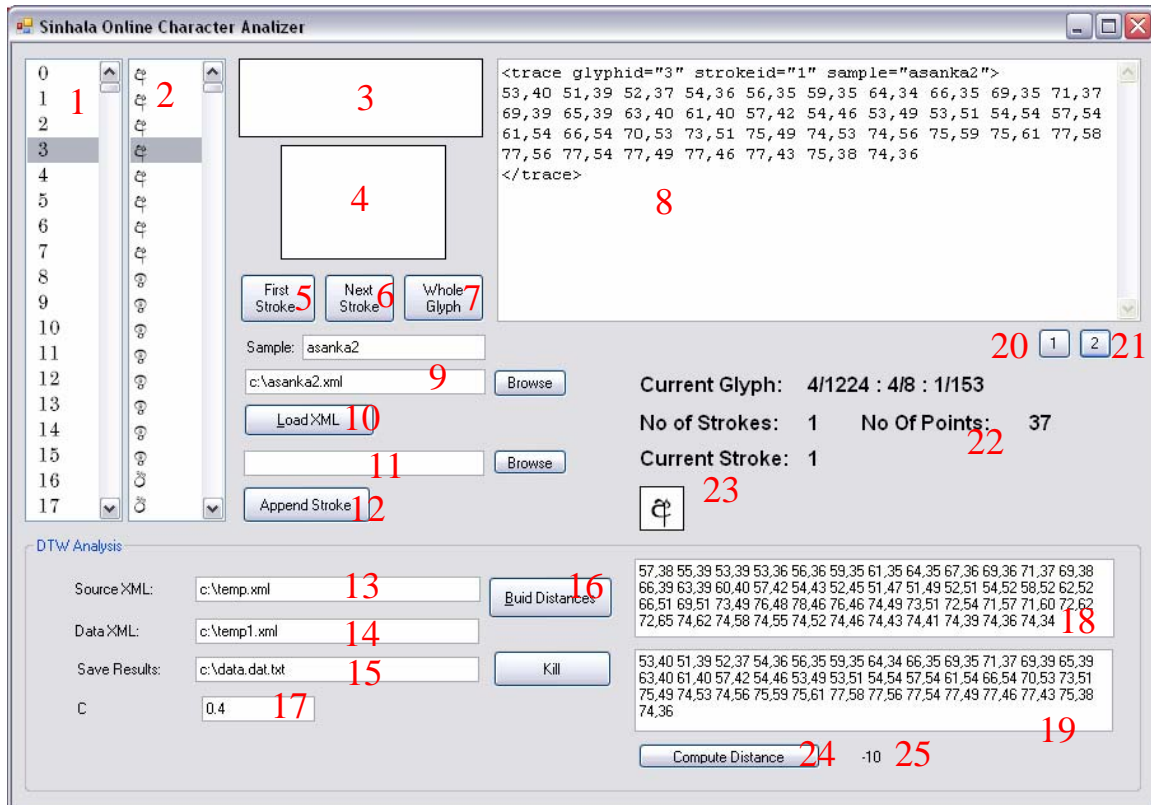 Sinhala Online Character Analizer
0
1
2
3
4
5
6
7
8
9
10
11
12
13
14
15
16
17
1
අ
අ
අ
අ
අ
අ
අ
අ
2
3
4
First Stroke
5
Next Stroke
6
Whole Glyph
7
<trace glyphid="3" strokeid="1" sample="asanka2">
53,40 51,39 52,37 54,36 56,35 59,35 64,34 66,35 69,35 71,37
69,39 65,39 63,40 61,40 57,42 54,46 53,49 53,51 54,54 57,54
61,54 66,54 70,53 73,51 75,49 74,53 74,56 75,59 75,61 77,58
77,56 77,54 77,49 77,46 77,43 75,38 74,36
</trace>
8
Sample: asanka2
c:\asanka2.xml 9 Browse
Load XML 10
11 Browse
Append Stroke 12
20 1 2 21
Current Glyph: 4/1224 : 4/8 : 1/153
No of Strokes: 1 No Of Points: 37
22
Current Stroke: 1
23
අ
DTW Analysis
Source XML: c:\temp.xml 13
Data XML: c:\temp1.xml 14
Save Results: c:\data.dat.txt 15
C 0.4 17
Buid Distances 16
Kill
57,38 55,39 53,39 53,36 56,36 59,35 61,35 64,35 67,36 69,36 71,37 69,38
66,39 63,39 60,40 57,42 54,43 52,45 51,47 51,49 52,51 54,52 58,52 62,52
66,51 69,51 73,49 76,48 78,46 76,46 74,49 73,51 72,54 71,57 71,60 72,62
72,65 74,62 74,58 74,55 74,52 74,46 74,43 74,41 74,39 74,36 74,34
18
53,40 51,39 52,37 54,36 56,35 59,35 64,34 66,35 69,35 71,37 69,39 65,39
63,40 61,40 57,42 54,46 53,49 53,51 54,54 57,54 61,54 66,54 70,53 73,51
75,49 74,53 74,56 75,59 75,61 77,58 77,56 77,54 77,49 77,46 77,43 75,38
74,36
19
Compute Distance 24 -10 25